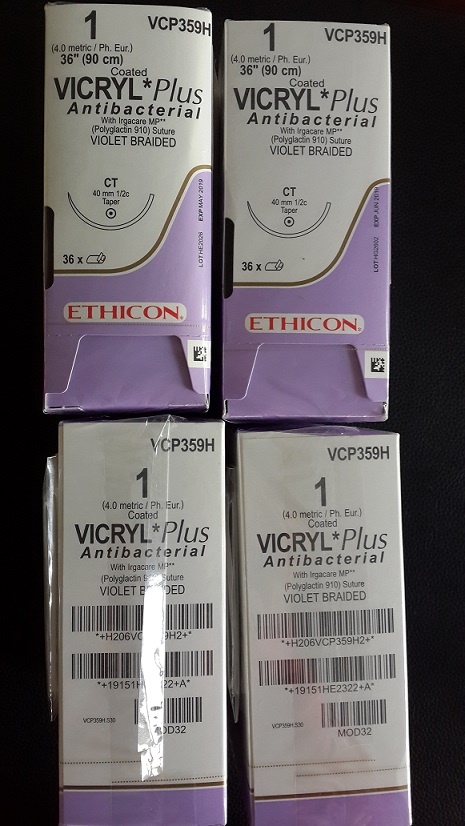 VCP359H
1
(4.0 metric / Ph. Eur.)
36" (90 cm)
Coated
VICRYL*Plus
Antibacterial
With Irgacare MP**
(Polyglactin 910) Suture
VIOLET BRAIDED
CT
40 mm 1/2c
Taper
36 x
EXP MAY 2019
ETHICON
VCP359H
1
(4.0 metric / Ph. Eur.)
36" (90 cm)
Coated
VICRYL*Plus
Antibacterial
With Irgacare MP**
(Polyglactin 910) Suture
VIOLET BRAIDED
CT
40 mm 1/2c
Taper
36 x
EXP JUN 2019
ETHICON
VCP359H
1
(4.0 metric / Ph. Eur.)
Coated
VICRYL*Plus
Antibacterial
With Irgacare MP**
(Polyglactin Suture
VIOLET BRAIDED
VCP359H.530
VCP359H
1
(4.0 metric / Ph. Eur.)
Coated
VICRYL*Plus
Antibacterial
With Irgacare MP**
(Polyglactin 910) Suture
VIOLET BRAIDED
*+H206VCP359H2+*
*+19151HE2322+A*
VCP359H.530
MOD32